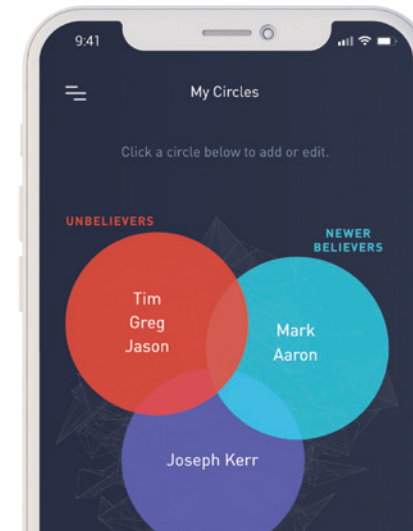 9:41
My Circles
Click a circle below to add or edit.
UNBELIEVERS
NEWER
BELIEVERS
Tim
Greg
Jason
Mark
Aaron
Joseph Kerr